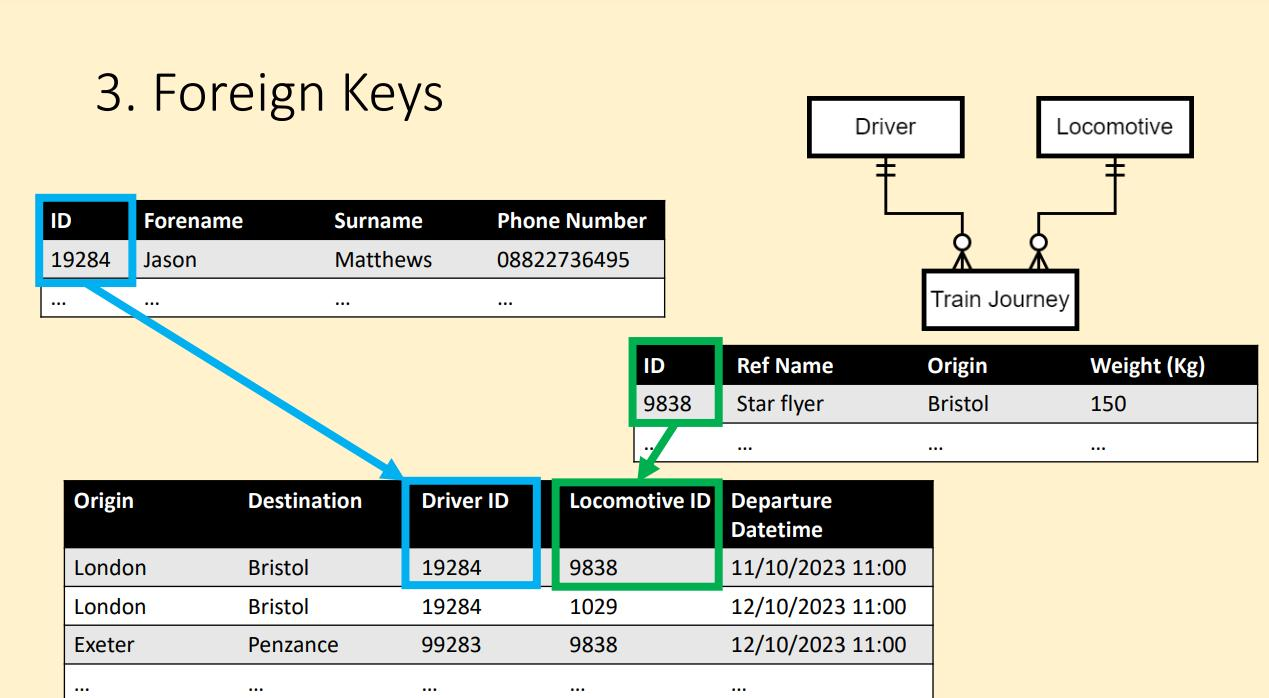 3. Foreign Keys
Driver Locomotive
Train Journey
ID Forename Surname Phone Number
19284 Jason Matthews 08822736495
... ... ... ...
ID Ref Name Origin Weight (Kg)
9838 Star flyer Bristol 150
... ... ... ...
Origin Destination Driver ID Locomotive ID Departure
Datetime
London Bristol 19284 9838 11/10/2023 11:00
London Bristol 19284 1029 12/10/2023 11:00
Exeter Penzance 99283 9838 12/10/2023 11:00
... ... ... ... ...